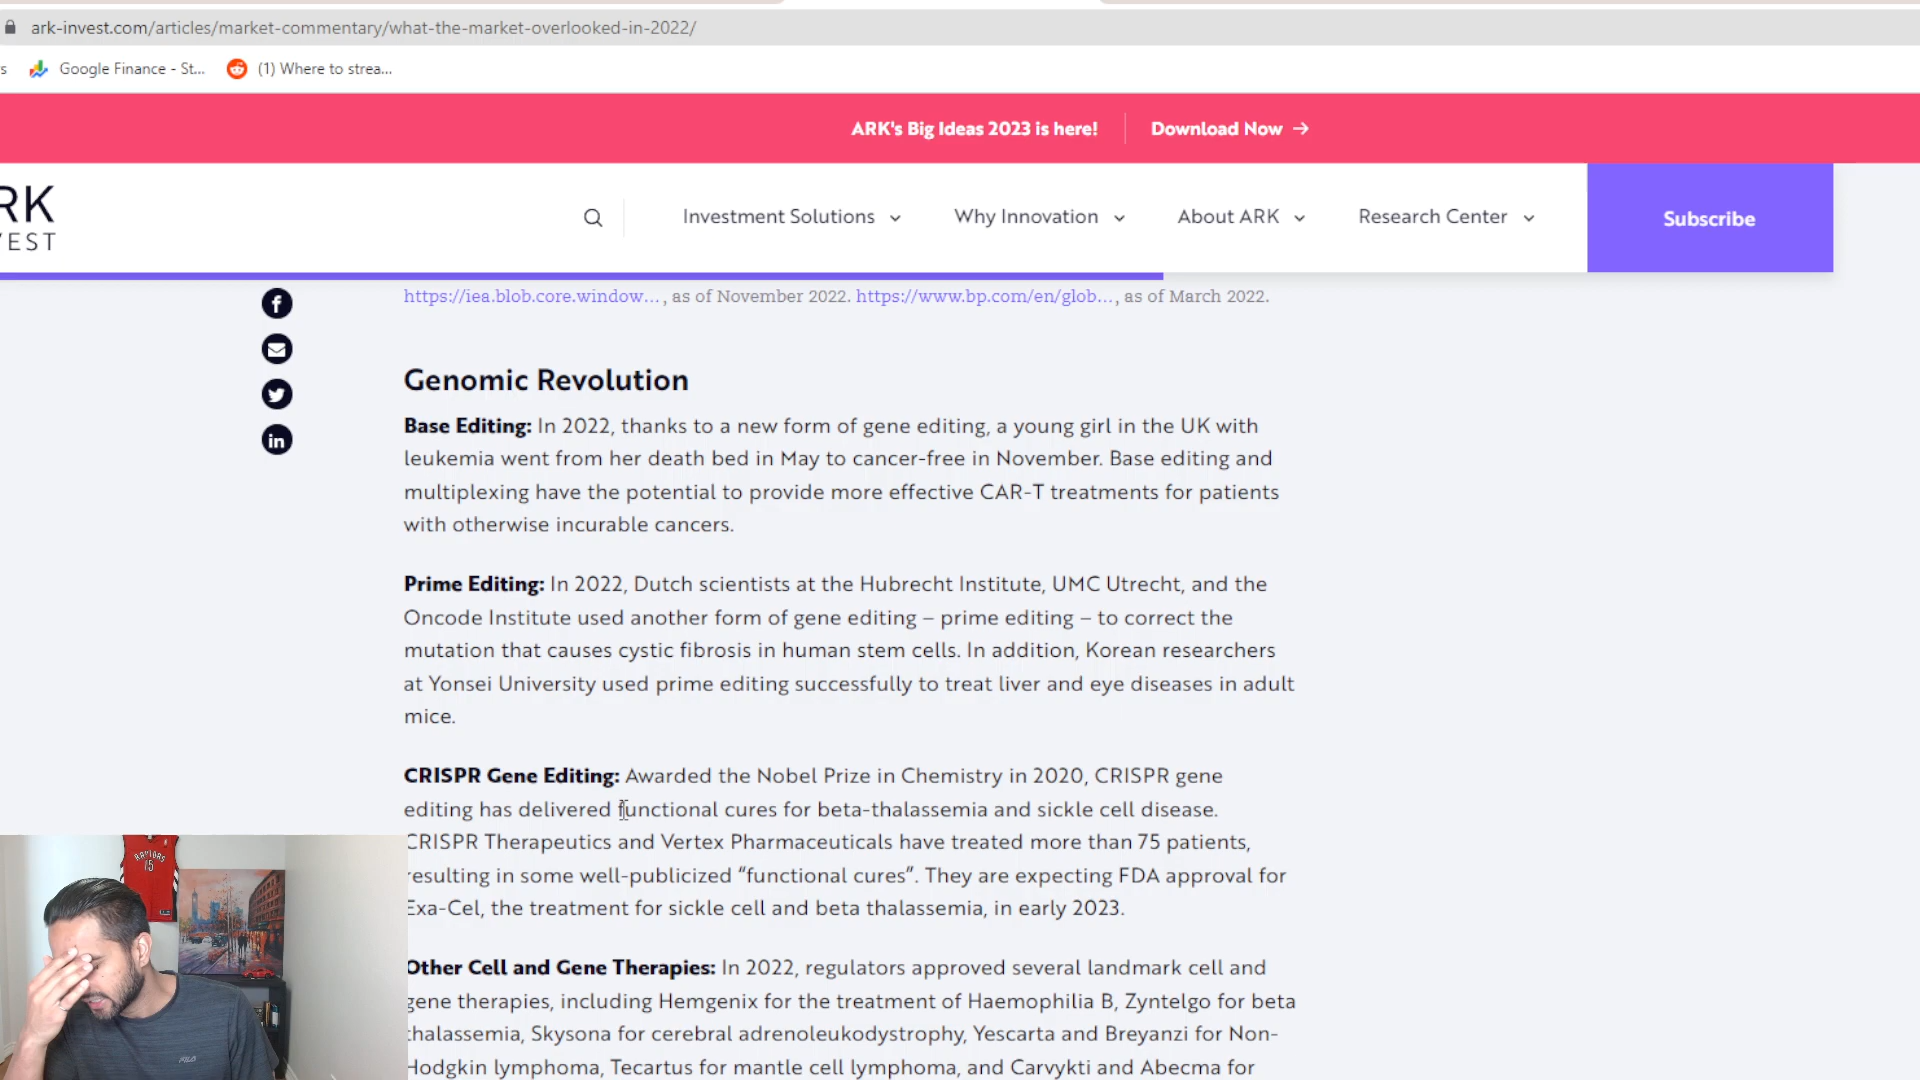 ark-invest.com/articles/market-commentary/what-the-market-overlooked-in-2022/
s Google Finance - St... (1) Where to strea...
ARK's Big Ideas 2023 is here! Download Now →
RK
VEST
Investment Solutions Why Innovation About ARK Research Center Subscribe
https://iea.blob.core.window... , as of November 2022. https://www.bp.com/en/glob... , as of March 2022.
Genomic Revolution
Base Editing: In 2022, thanks to a new form of gene editing, a young girl in the UK with
leukemia went from her death bed in May to cancer-free in November. Base editing and
multiplexing have the potential to provide more effective CAR-T treatments for patients
with otherwise incurable cancers.
Prime Editing: In 2022, Dutch scientists at the Hubrecht Institute, UMC Utrecht, and the
Oncode Institute used another form of gene editing – prime editing – to correct the
mutation that causes cystic fibrosis in human stem cells. In addition, Korean researchers
at Yonsei University used prime editing successfully to treat liver and eye diseases in adult
mice.
CRISPR Gene Editing: Awarded the Nobel Prize in Chemistry in 2020, CRISPR gene
editing has delivered functional cures for beta-thalassemia and sickle cell disease.
CRISPR Therapeutics and Vertex Pharmaceuticals have treated more than 75 patients,
resulting in some well-publicized “functional cures”. They are expecting FDA approval for
Exa-Cel, the treatment for sickle cell and beta thalassemia, in early 2023.
Other Cell and Gene Therapies: In 2022, regulators approved several landmark cell and
gene therapies, including Hemgenix for the treatment of Haemophilia B, Zyntelgo for beta
thalassemia, Skysona for cerebral adrenoleukodystrophy, Yescarta and Breyanzi for Non-
Hodgkin lymphoma, Tecartus for mantle cell lymphoma, and Carvykti and Abecma for
RAPTORS
15
FILA